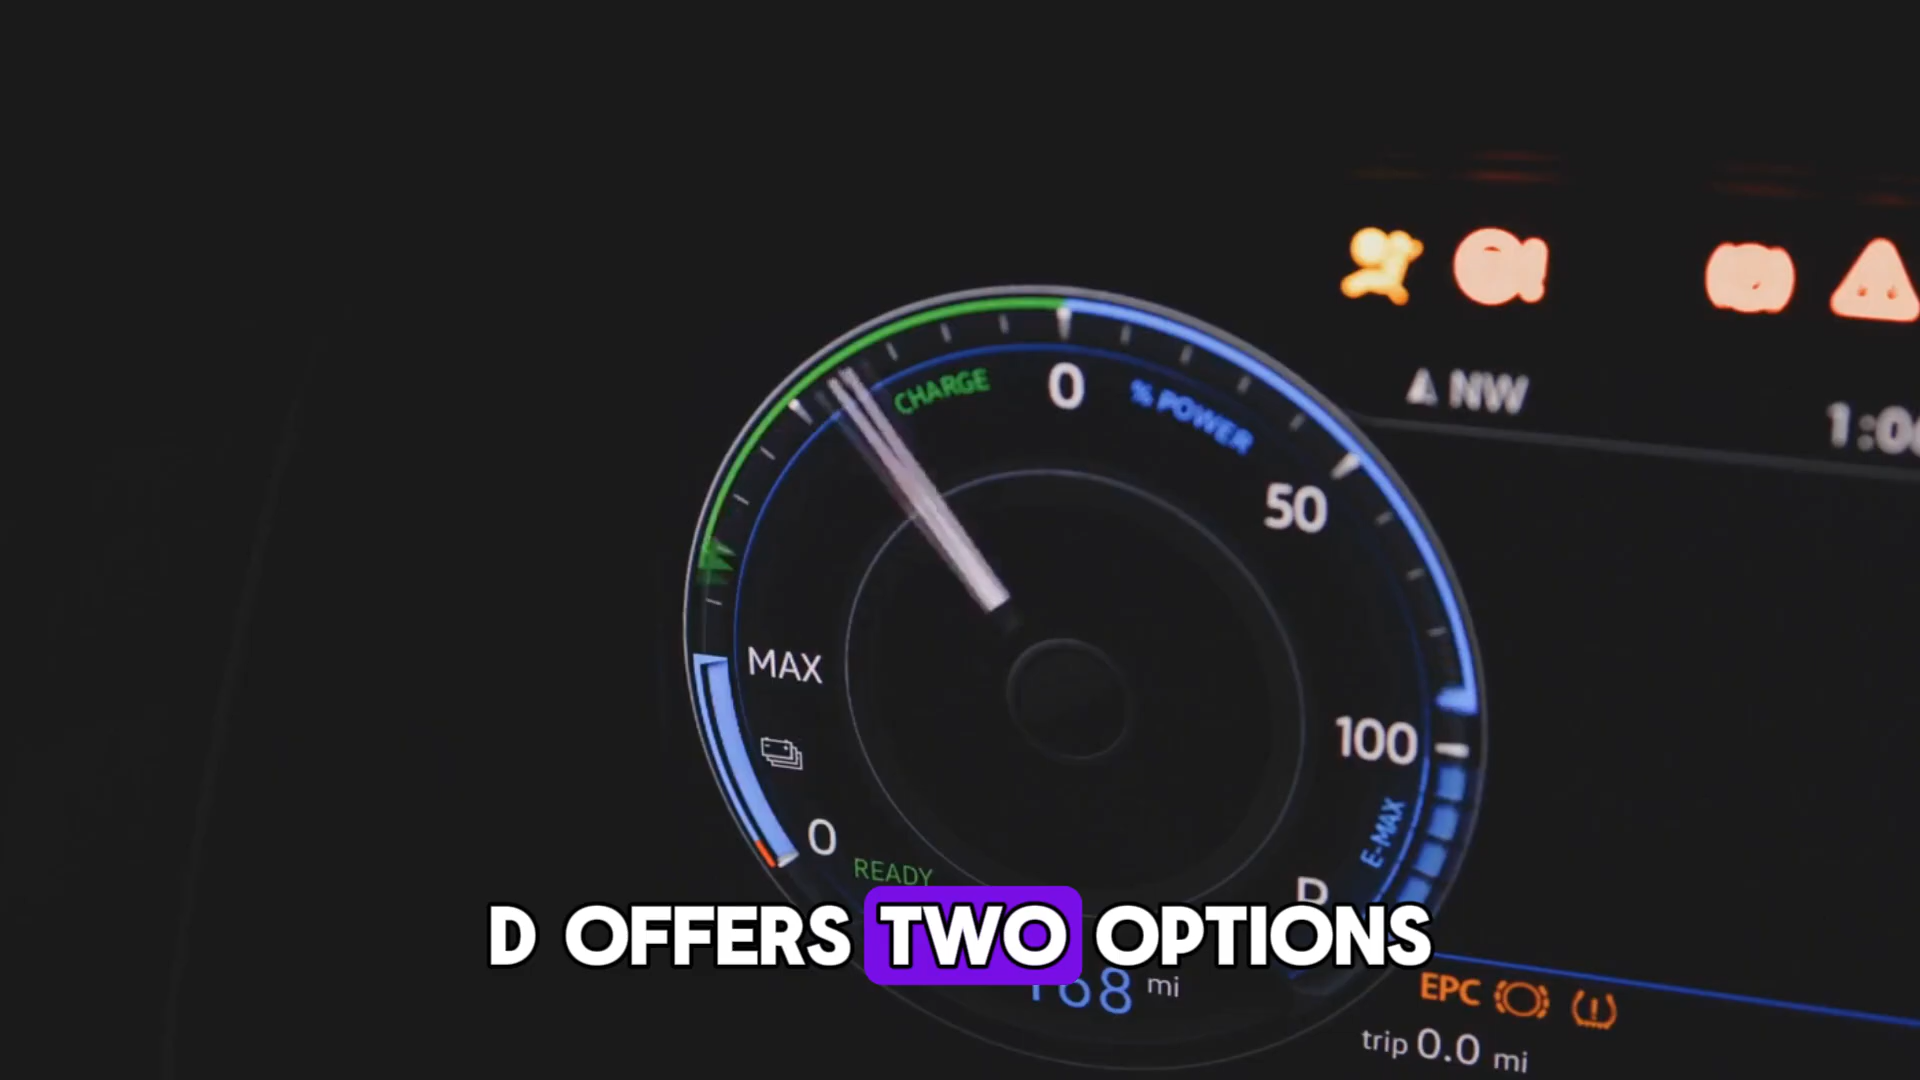 NW
CHARGE
0
% POWER
50
MAX
100
E-MAX
0
READY
D
D OFFERS TWO OPTIONS
mi
EPC
trip 0.0 mi